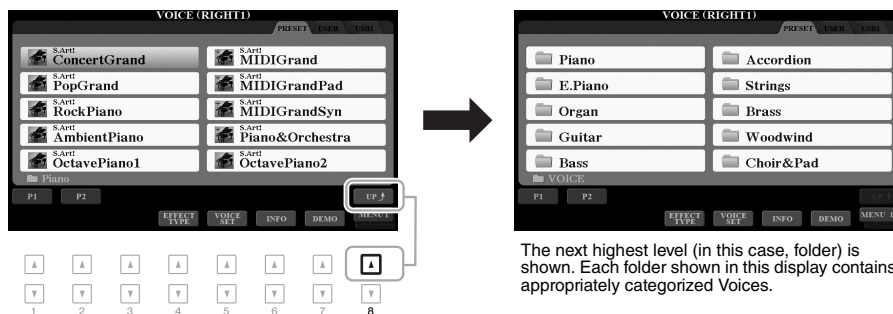 VOICE (RIGHT1)
PRESET USER USB1
S.Art! ConcertGrand
S.Art! MIDIGrand
S.Art! PopGrand
S.Art! MIDIGrandPad
S.Art! RockPiano
S.Art! MIDIGrandSyn
S.Art! AmbientPiano
S.Art! Piano&Orchestra
S.Art! OctavePiano1
S.Art! OctavePiano2
Piano
P1 P2 UP
EFFECT TYPE VOICE SET INFO DEMO MENU1
1 2 3 4 5 6 7 8
VOICE (RIGHT1)
PRESET USER USB1
Piano
Accordion
E.Piano
Strings
Organ
Brass
Guitar
Woodwind
Bass
Choir&Pad
VOICE
P1 P2 UP
EFFECT TYPE VOICE SET INFO DEMO MENU
The next highest level (in this case, folder) is
shown. Each folder shown in this display contains
appropriately categorized Voices.